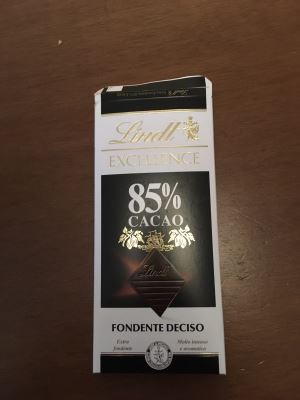 Lindt
EXCELLENCE
85%
CACAO
Lindt
FONDENTE DECISO
Extra
fondente
Molto intenso
e aromatico